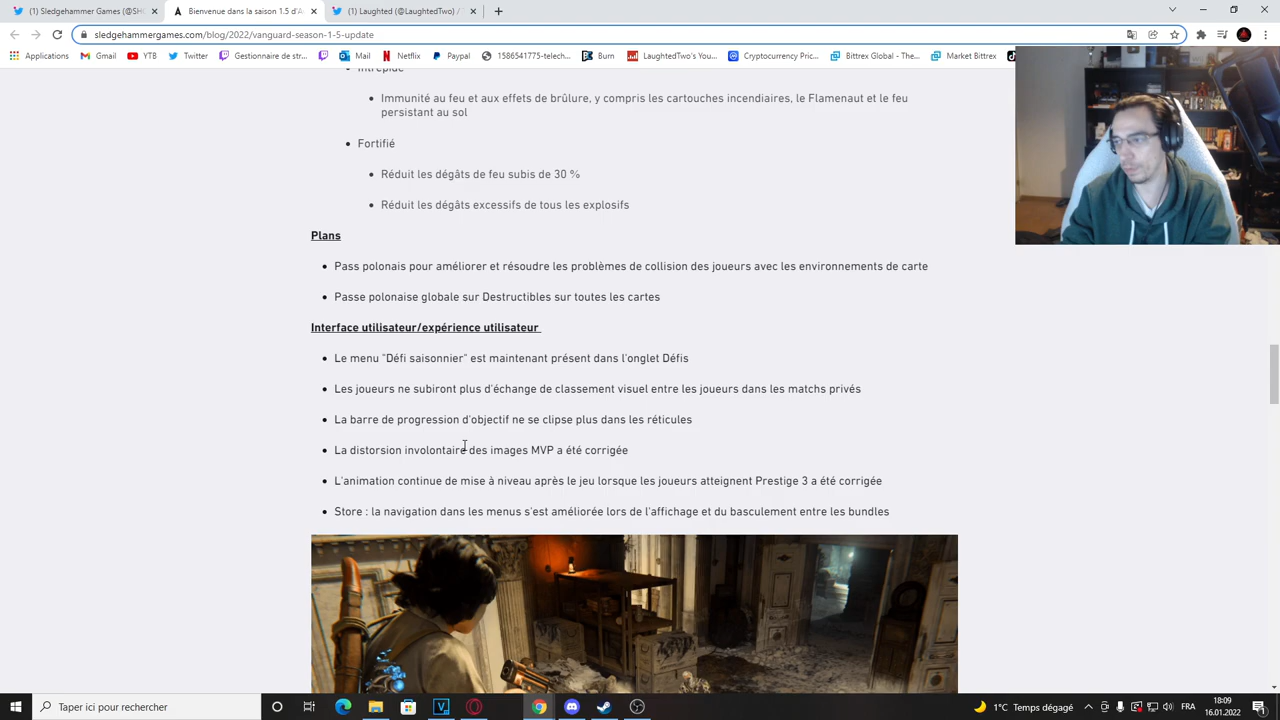 (1) Sledgehammer Games (@SH
Bienvenue dans la saison 1.5 d'A
(1) Laughted (@LaughtedTwo) / T
sledgehammergames.com/blog/2022/vanguard-season-1-5-update
Applications Gmail YTB Twitter Gestionnaire de str... Mail Netflix Paypal 1586541775-telech... Burn LaughtedTwo's You... Cryptocurrency Pric... Bittrex Global - The... Market Bittrex
Intrépide
Immunité au feu et aux effets de brûlure, y compris les cartouches incendiaires, le Flamenaut et le feu
persistant au sol
Fortifié
Réduit les dégâts de feu subis de 30 %
Réduit les dégâts excessifs de tous les explosifs
Plans
Pass polonais pour améliorer et résoudre les problèmes de collision des joueurs avec les environnements de carte
Passe polonaise globale sur Destructibles sur toutes les cartes
Interface utilisateur/expérience utilisateur
Le menu "Défi saisonnier" est maintenant présent dans l'onglet Défis
Les joueurs ne subiront plus d'échange de classement visuel entre les joueurs dans les matchs privés
La barre de progression d'objectif ne se clipse plus dans les réticules
La distorsion involontaire des images MVP a été corrigée
L'animation continue de mise à niveau après le jeu lorsque les joueurs atteignent Prestige 3 a été corrigée
Store : la navigation dans les menus s'est améliorée lors de l'affichage et du basculement entre les bundles
Taper ici pour rechercher
1°C Temps dégagé
FRA
18:09
16.01.2022